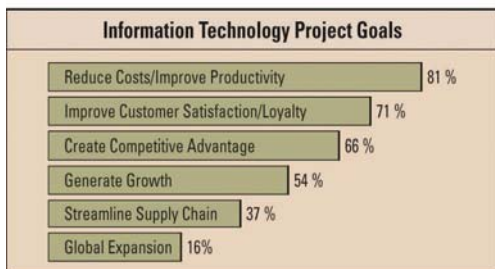 Information Technology Project Goals
Reduce Costs/Improve Productivity 81 %
Improve Customer Satisfaction/Loyalty 71 %
Create Competitive Advantage 66 %
Generate Growth 54 %
Streamline Supply Chain 37 %
Global Expansion 16%